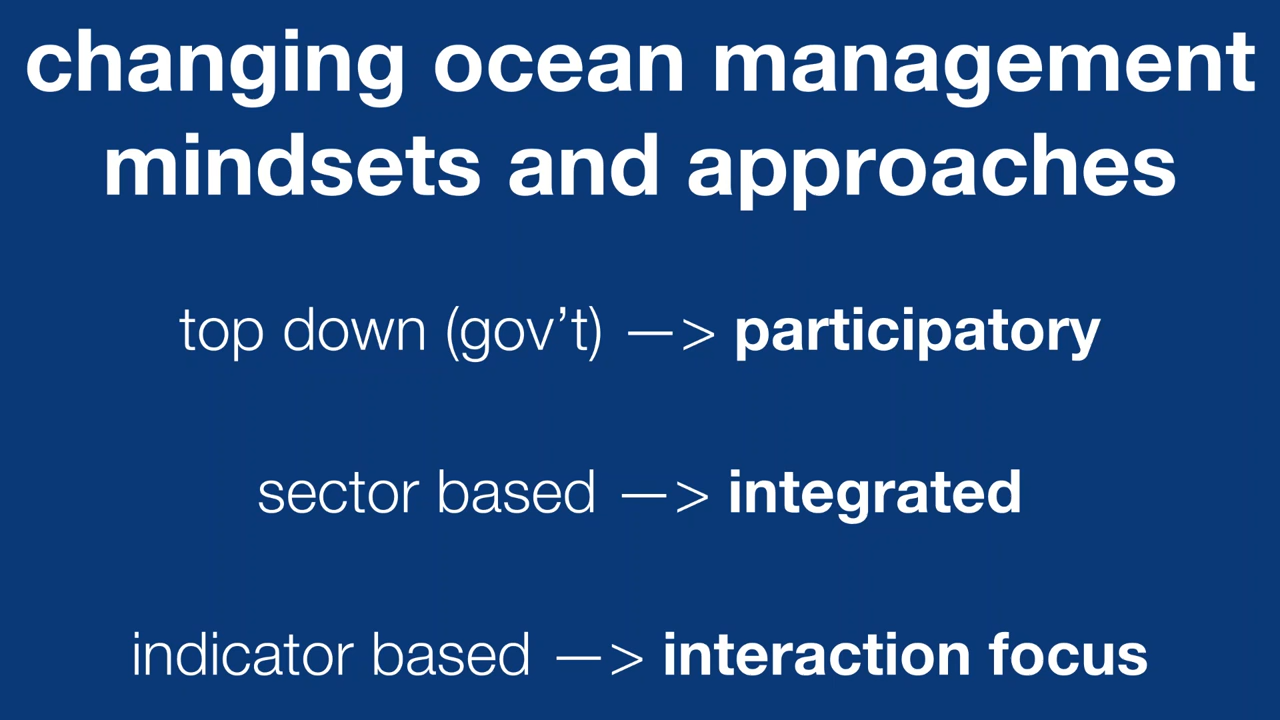 changing ocean management
mindsets and approaches
top down (gov’t) —> participatory
sector based —> integrated
indicator based —> interaction focus